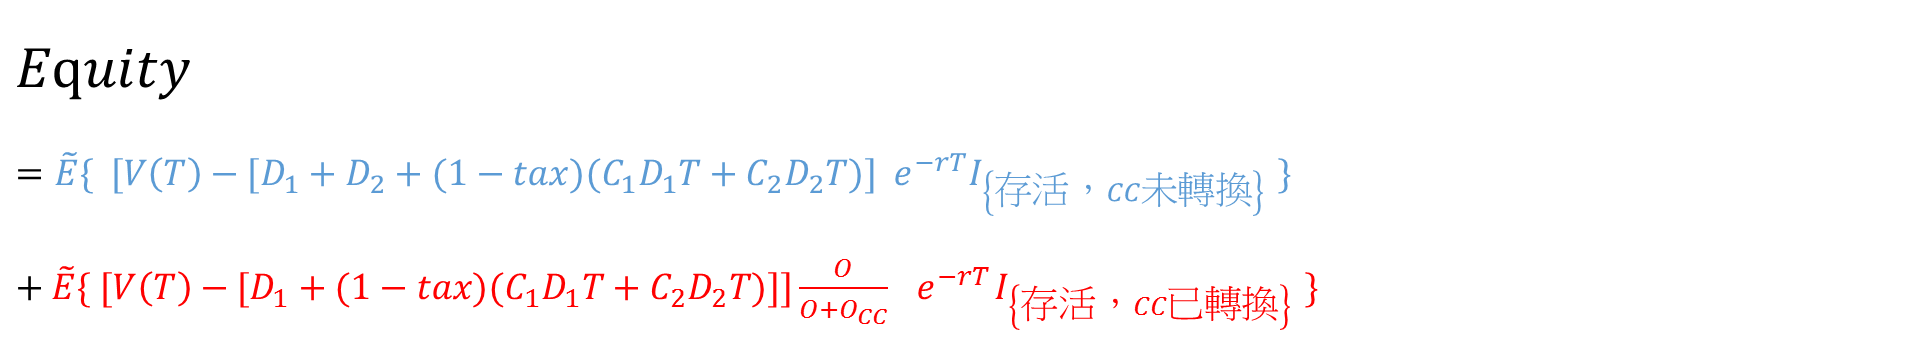 Equity
= Ẽ{ [V(T) − [D₁ + D₂ + (1 − tax)(C₁D₁T + C₂D₂T)] e^{−rT} I_{{存活，cc未轉換}} }
+ Ẽ{ [V(T) − [D₁ + (1 − tax)(C₁D₁T + C₂D₂T)]] \frac{O}{O+O_{CC}} e^{−rT} I_{{存活，cc已轉換}} }